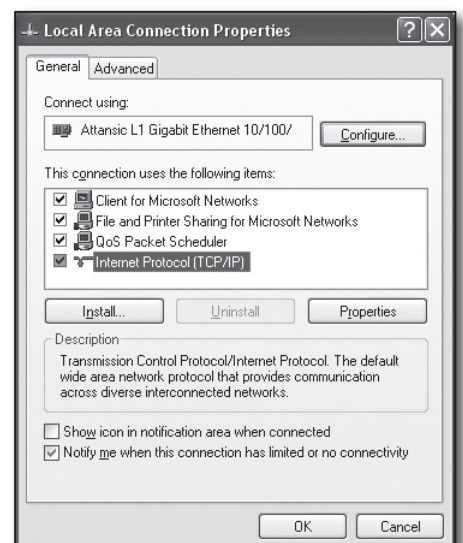 Local Area Connection Properties
General Advanced
Connect using:
Attansic L1 Gigabit Ethernet 10/100/ Configure...
This connection uses the following items:
Client for Microsoft Networks
File and Printer Sharing for Microsoft Networks
QoS Packet Scheduler
Internet Protocol (TCP/IP)
Install... Uninstall Properties
Description
Transmission Control Protocol/Internet Protocol. The default
wide area network protocol that provides communication
across diverse interconnected networks.
Show icon in notification area when connected
Notify me when this connection has limited or no connectivity
OK Cancel